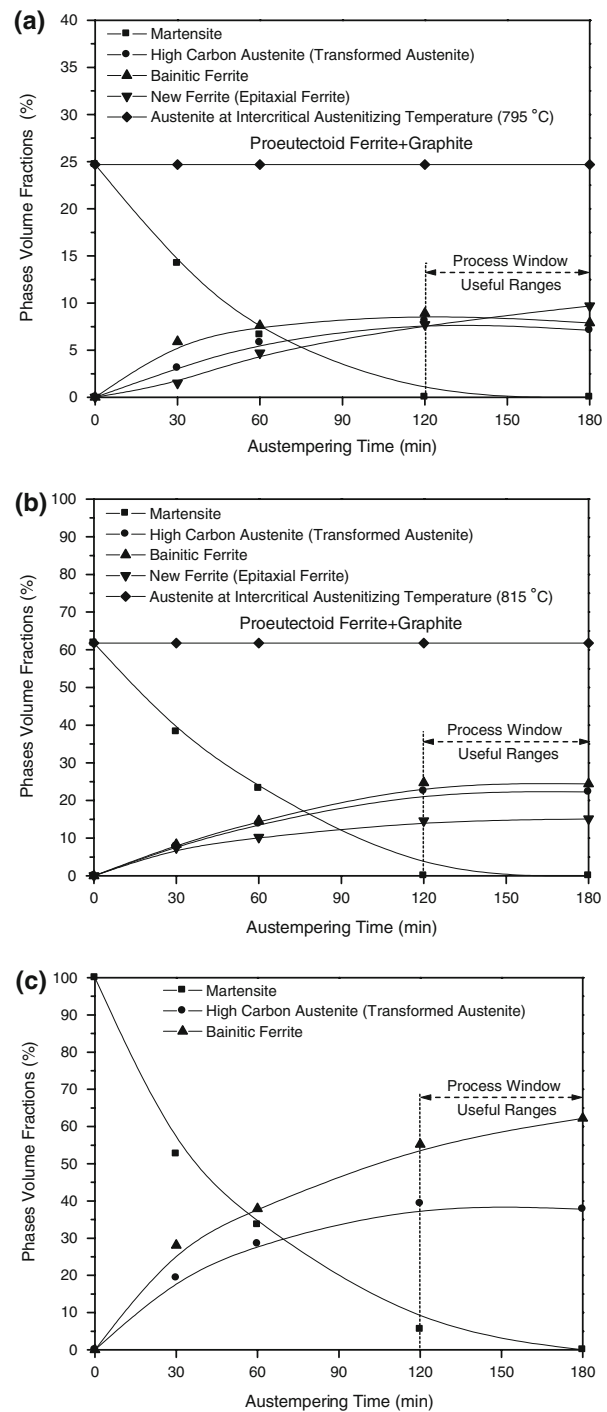 (a)
40
35
30
25
20
15
10
5
0
Phases Volume Fractions (%)
Martensite
High Carbon Austenite (Transformed Austenite)
Bainitic Ferrite
New Ferrite (Epitaxial Ferrite)
Austenite at Intercritical Austenitizing Temperature (795 °C)
Proeutectoid Ferrite+Graphite
Process Window
Useful Ranges
0 30 60 90 120 150 180
Austempering Time (min)
(b)
100
90
80
70
60
50
40
30
20
10
0
Phases Volume Fractions (%)
Martensite
High Carbon Austenite (Transformed Austenite)
Bainitic Ferrite
New Ferrite (Epitaxial Ferrite)
Austenite at Intercritical Austenitizing Temperature (815 °C)
Proeutectoid Ferrite+Graphite
Process Window
Useful Ranges
0 30 60 90 120 150 180
Austempering Time (min)
(c)
100
90
80
70
60
50
40
30
20
10
0
Phases Volume Fractions (%)
Martensite
High Carbon Austenite (Transformed Austenite)
Bainitic Ferrite
Process Window
Useful Ranges
0 30 60 90 120 150 180
Austempering Time (min)